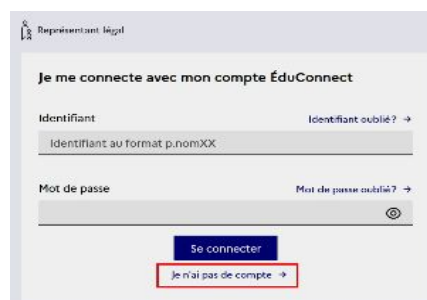 Représentant légal
Je me connecte avec mon compte ÉduConnect
Identifiant Identifiant oublié? →
Identifiant au format p.nomXX
Mot de passe Mot de passe oublié? →
Se connecter
Je n'ai pas de compte →